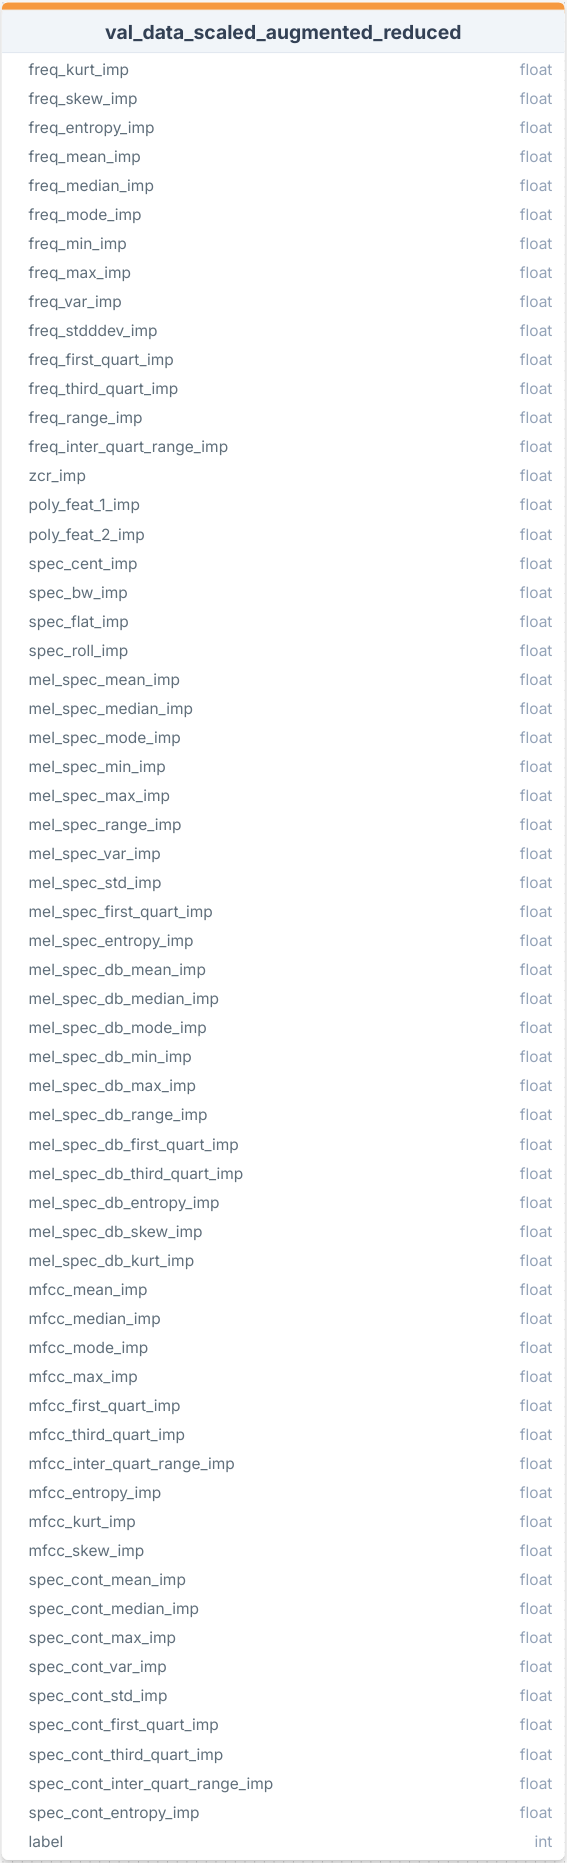 val_data_scaled_augmented_reduced
freq_kurt_imp float
freq_skew_imp float
freq_entropy_imp float
freq_mean_imp float
freq_median_imp float
freq_mode_imp float
freq_min_imp float
freq_max_imp float
freq_var_imp float
freq_stdddev_imp float
freq_first_quart_imp float
freq_third_quart_imp float
freq_range_imp float
freq_inter_quart_range_imp float
zcr_imp float
poly_feat_1_imp float
poly_feat_2_imp float
spec_cent_imp float
spec_bw_imp float
spec_flat_imp float
spec_roll_imp float
mel_spec_mean_imp float
mel_spec_median_imp float
mel_spec_mode_imp float
mel_spec_min_imp float
mel_spec_max_imp float
mel_spec_range_imp float
mel_spec_var_imp float
mel_spec_std_imp float
mel_spec_first_quart_imp float
mel_spec_entropy_imp float
mel_spec_db_mean_imp float
mel_spec_db_median_imp float
mel_spec_db_mode_imp float
mel_spec_db_min_imp float
mel_spec_db_max_imp float
mel_spec_db_range_imp float
mel_spec_db_first_quart_imp float
mel_spec_db_third_quart_imp float
mel_spec_db_entropy_imp float
mel_spec_db_skew_imp float
mel_spec_db_kurt_imp float
mfcc_mean_imp float
mfcc_median_imp float
mfcc_mode_imp float
mfcc_max_imp float
mfcc_first_quart_imp float
mfcc_third_quart_imp float
mfcc_inter_quart_range_imp float
mfcc_entropy_imp float
mfcc_kurt_imp float
mfcc_skew_imp float
spec_cont_mean_imp float
spec_cont_median_imp float
spec_cont_max_imp float
spec_cont_var_imp float
spec_cont_std_imp float
spec_cont_first_quart_imp float
spec_cont_third_quart_imp float
spec_cont_inter_quart_range_imp float
spec_cont_entropy_imp float
label int